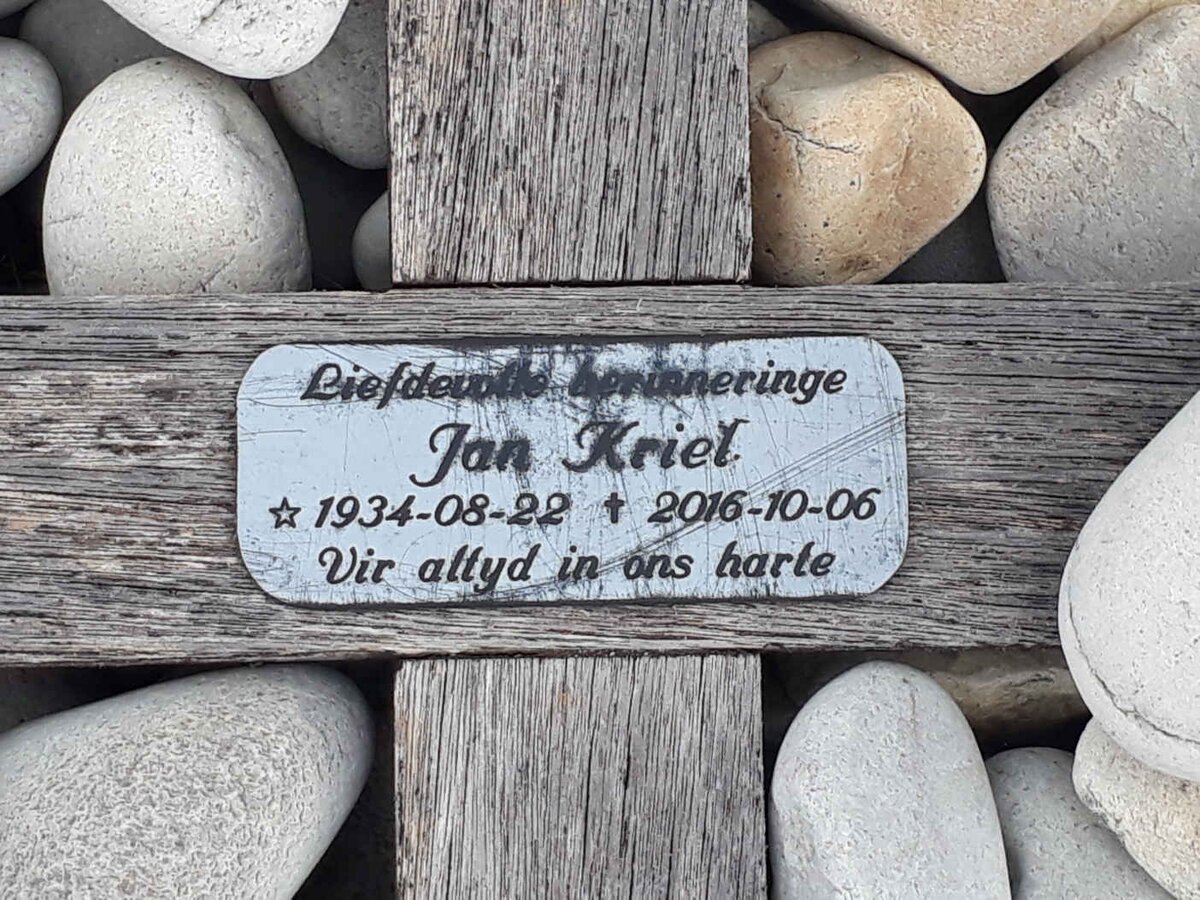 Liefdevolle herinneringe
Jan Kriel
☆ 1934-08-22 ✝ 2016-10-06
Vir altyd in ons harte